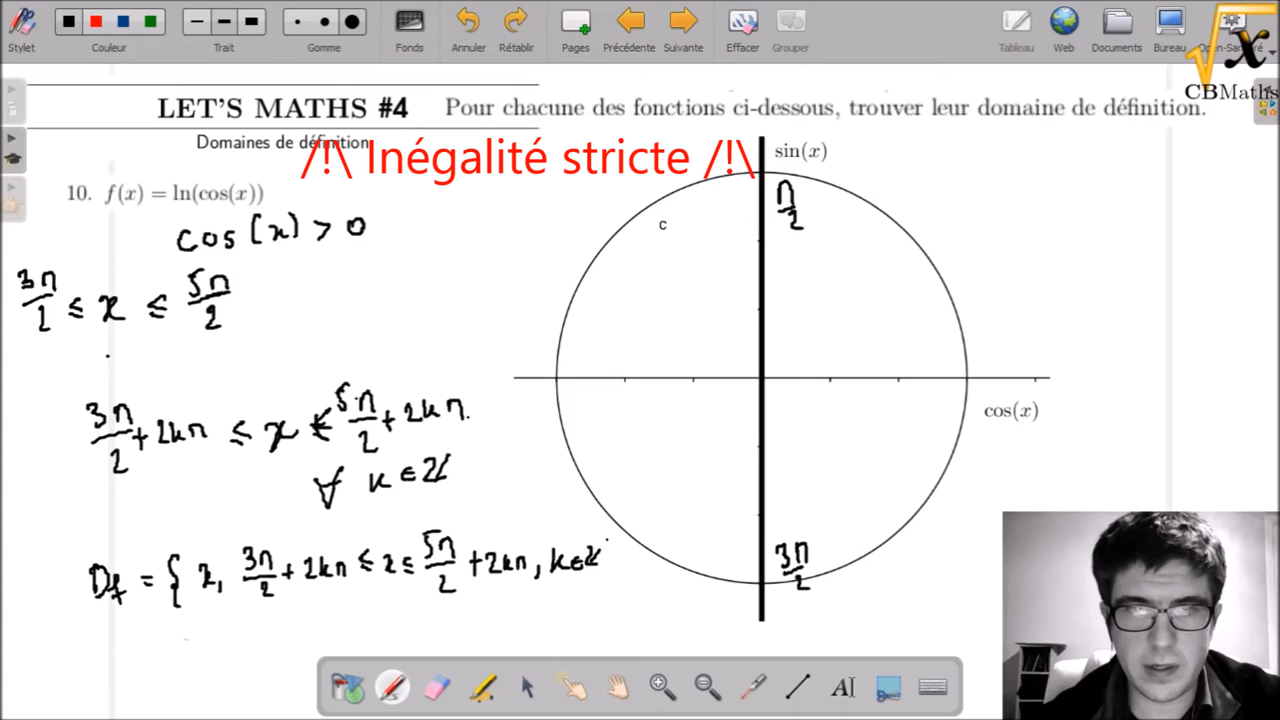 Stylet Couleur Trait Gomme Fonds Annuler Rétablir Pages Précédente Suivante Effacer Grouper Tableau Web Documents Bureau
CBMaths
LET'S MATHS #4 Pour chacune des fonctions ci-dessous, trouver leur domaine de définition.
Domaines de définition
/!\ Inégalité stricte /!\
sin(x)
10. f(x) = ln(cos(x))
π/2
c
cos(x) > 0
3π/2 ≤ x ≤ 5π/2
cos(x)
3π/2 + 2kπ ≤ x ≤ 5π/2 + 2kπ.
∀ k ∈ ℤ
3π/2
Df = { x, 3π/2 + 2kπ ≤ x ≤ 5π/2 + 2kπ, k∈ℤ